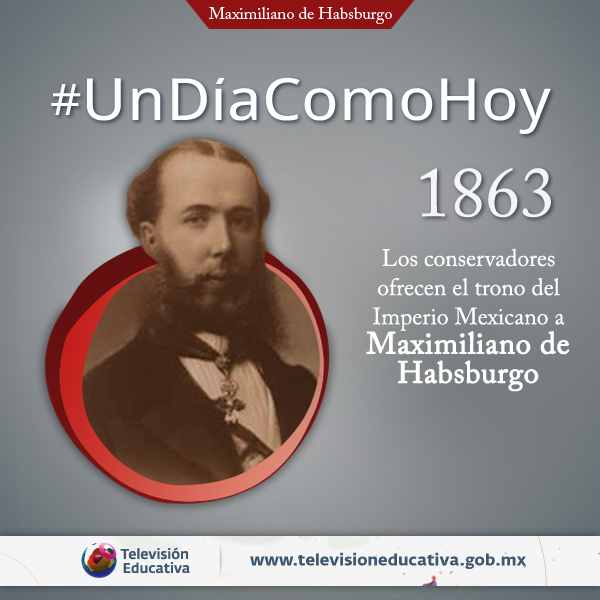 Maximiliano de Habsburgo
#UnDíaComoHoy
1863
Los conservadores
ofrecen el trono del
Imperio Mexicano a
Maximiliano de
Habsburgo
Televisión
Educativa
www.televisioneducativa.gob.mx